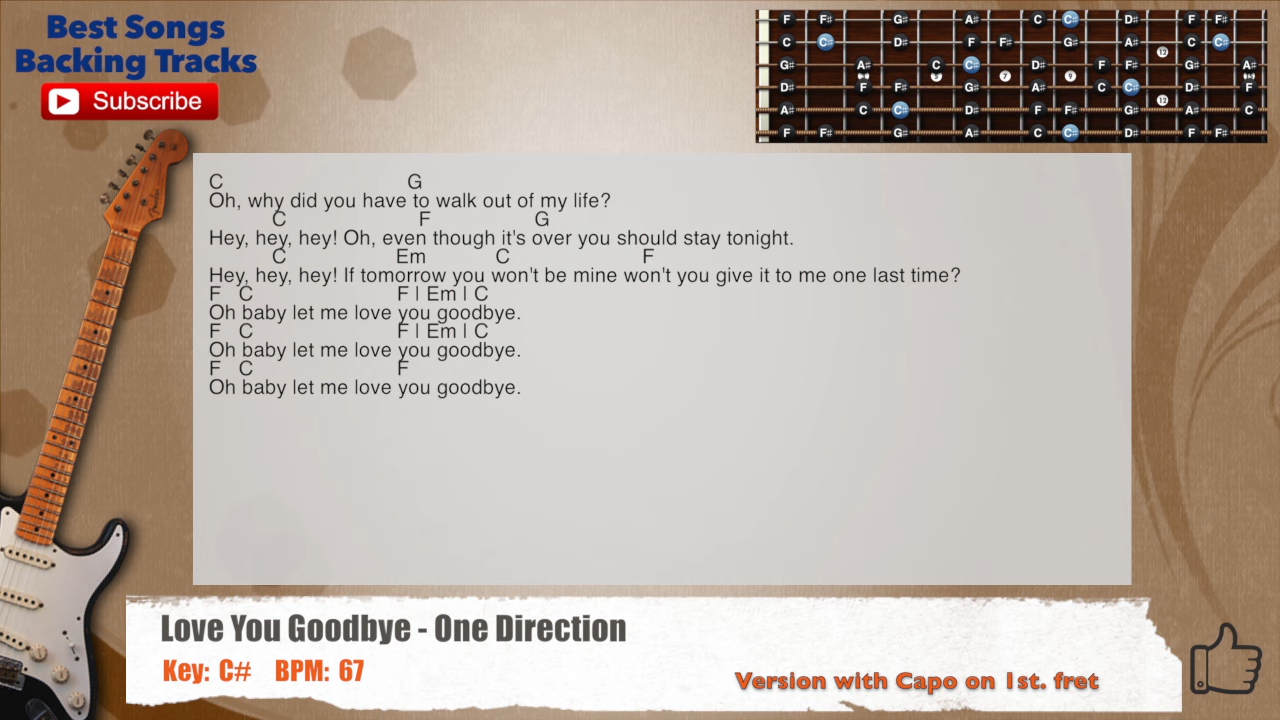 Best Songs
Backing Tracks
Subscribe
F F# G# A# C C# D# F F#
C C# D# F F# G# A# C C#
G# A# C C# D# F F# G# A#
D# F F# G# A# C C# D# F
A# C C# D# F F# G# A# C
F F# G# A# C C# D# F F#
C G
Oh, why did you have to walk out of my life?
C F G
Hey, hey, hey! Oh, even though it's over you should stay tonight.
C Em C F
Hey, hey, hey! If tomorrow you won't be mine won't you give it to me one last time?
F C F | Em | C
Oh baby let me love you goodbye.
F C F | Em | C
Oh baby let me love you goodbye.
F C F
Oh baby let me love you goodbye.
Love You Goodbye - One Direction
Key: C# BPM: 67
Version with Capo on 1st. fret